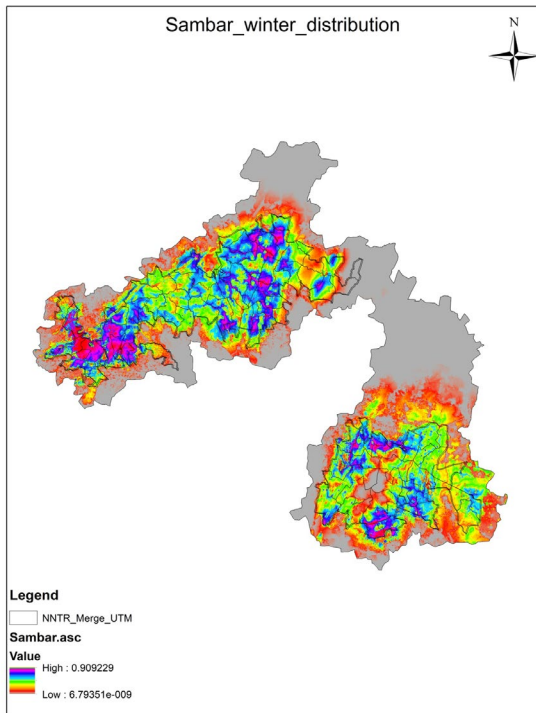 Sambar_winter_distribution
N
Legend
NNTR_Merge_UTM
Sambar.asc
Value
High : 0.909229
Low : 6.79351e-009